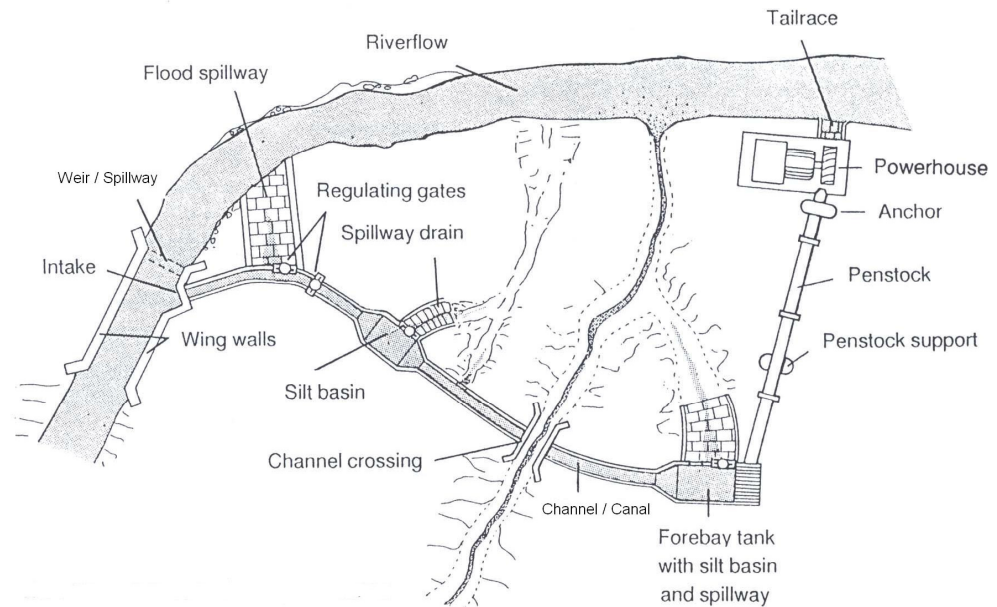 Tailrace
Riverflow
Flood spillway
Powerhouse
Weir / Spillway
Regulating gates
Anchor
Spillway drain
Intake
Penstock
Wing walls
Penstock support
Silt basin
Channel crossing
Channel / Canal
Forebay tank
with silt basin
and spillway